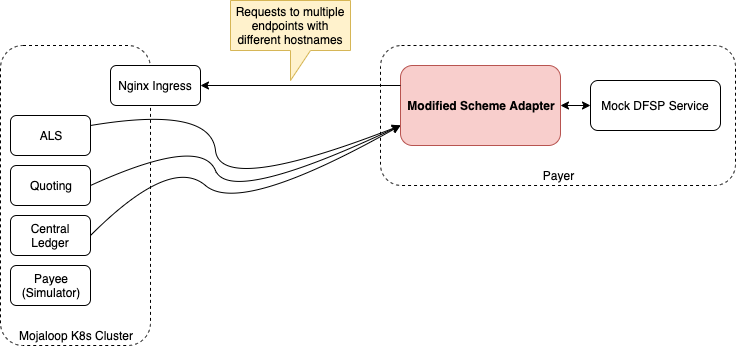 Requests to multiple
endpoints with
different hostnames
Nginx Ingress
Modified Scheme Adapter
Mock DFSP Service
ALS
Quoting
Payer
Central
Ledger
Payee
(Simulator)
Mojaloop K8s Cluster